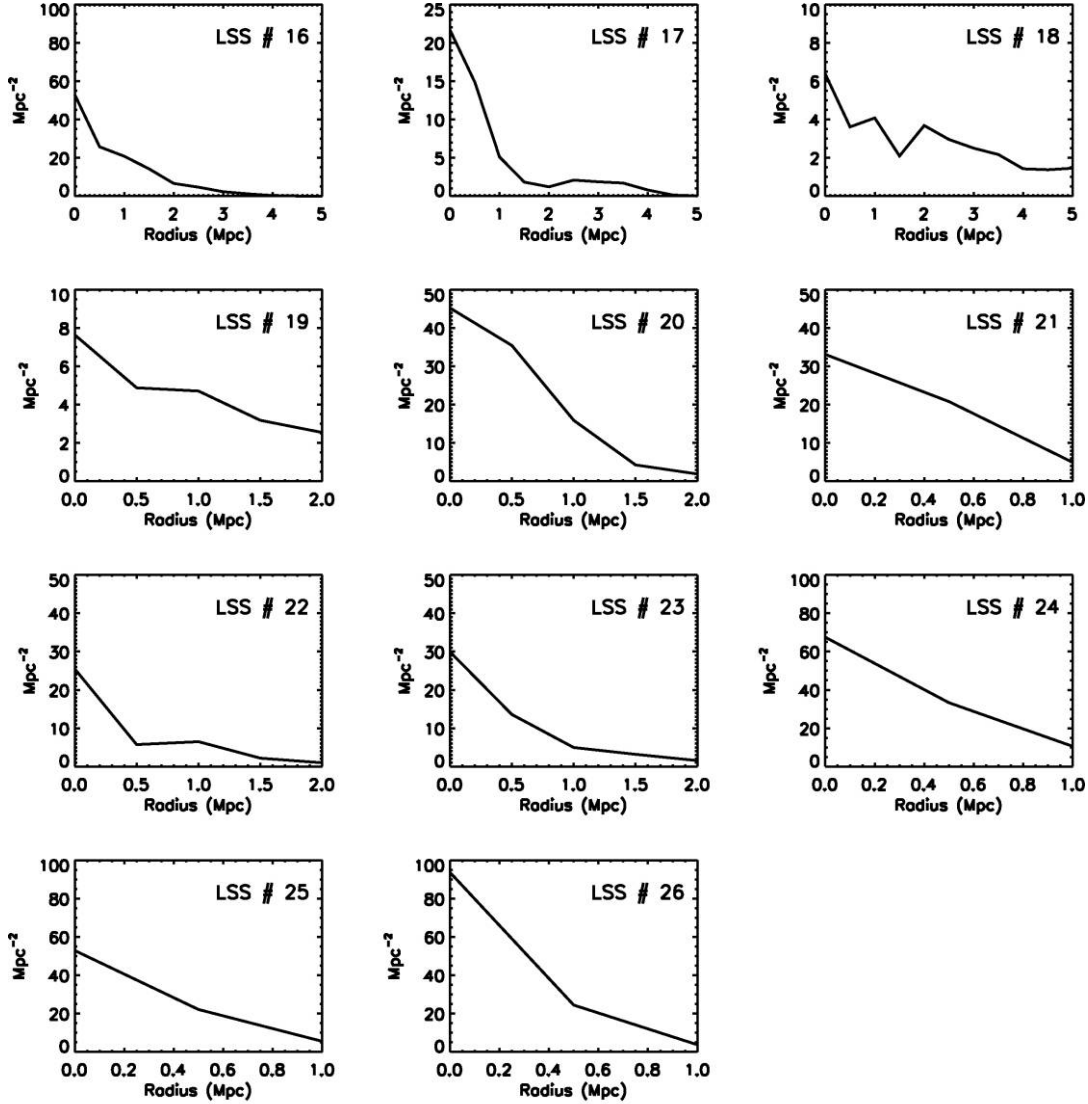 LSS # 16
Mpc⁻²
100
80
60
40
20
0
0 1 2 3 4 5
Radius (Mpc)
LSS # 17
Mpc⁻²
25
20
15
10
5
0
0 1 2 3 4 5
Radius (Mpc)
LSS # 18
Mpc⁻²
10
8
6
4
2
0
0 1 2 3 4 5
Radius (Mpc)
LSS # 19
Mpc⁻²
10
8
6
4
2
0
0.0 0.5 1.0 1.5 2.0
Radius (Mpc)
LSS # 20
Mpc⁻²
50
40
30
20
10
0
0.0 0.5 1.0 1.5 2.0
Radius (Mpc)
LSS # 21
Mpc⁻²
50
40
30
20
10
0
0.0 0.2 0.4 0.6 0.8 1.0
Radius (Mpc)
LSS # 22
Mpc⁻²
50
40
30
20
10
0
0.0 0.5 1.0 1.5 2.0
Radius (Mpc)
LSS # 23
Mpc⁻²
50
40
30
20
10
0
0.0 0.5 1.0 1.5 2.0
Radius (Mpc)
LSS # 24
Mpc⁻²
100
80
60
40
20
0
0.0 0.2 0.4 0.6 0.8 1.0
Radius (Mpc)
LSS # 25
Mpc⁻²
100
80
60
40
20
0
0.0 0.2 0.4 0.6 0.8 1.0
Radius (Mpc)
LSS # 26
Mpc⁻²
100
80
60
40
20
0
0.0 0.2 0.4 0.6 0.8 1.0
Radius (Mpc)